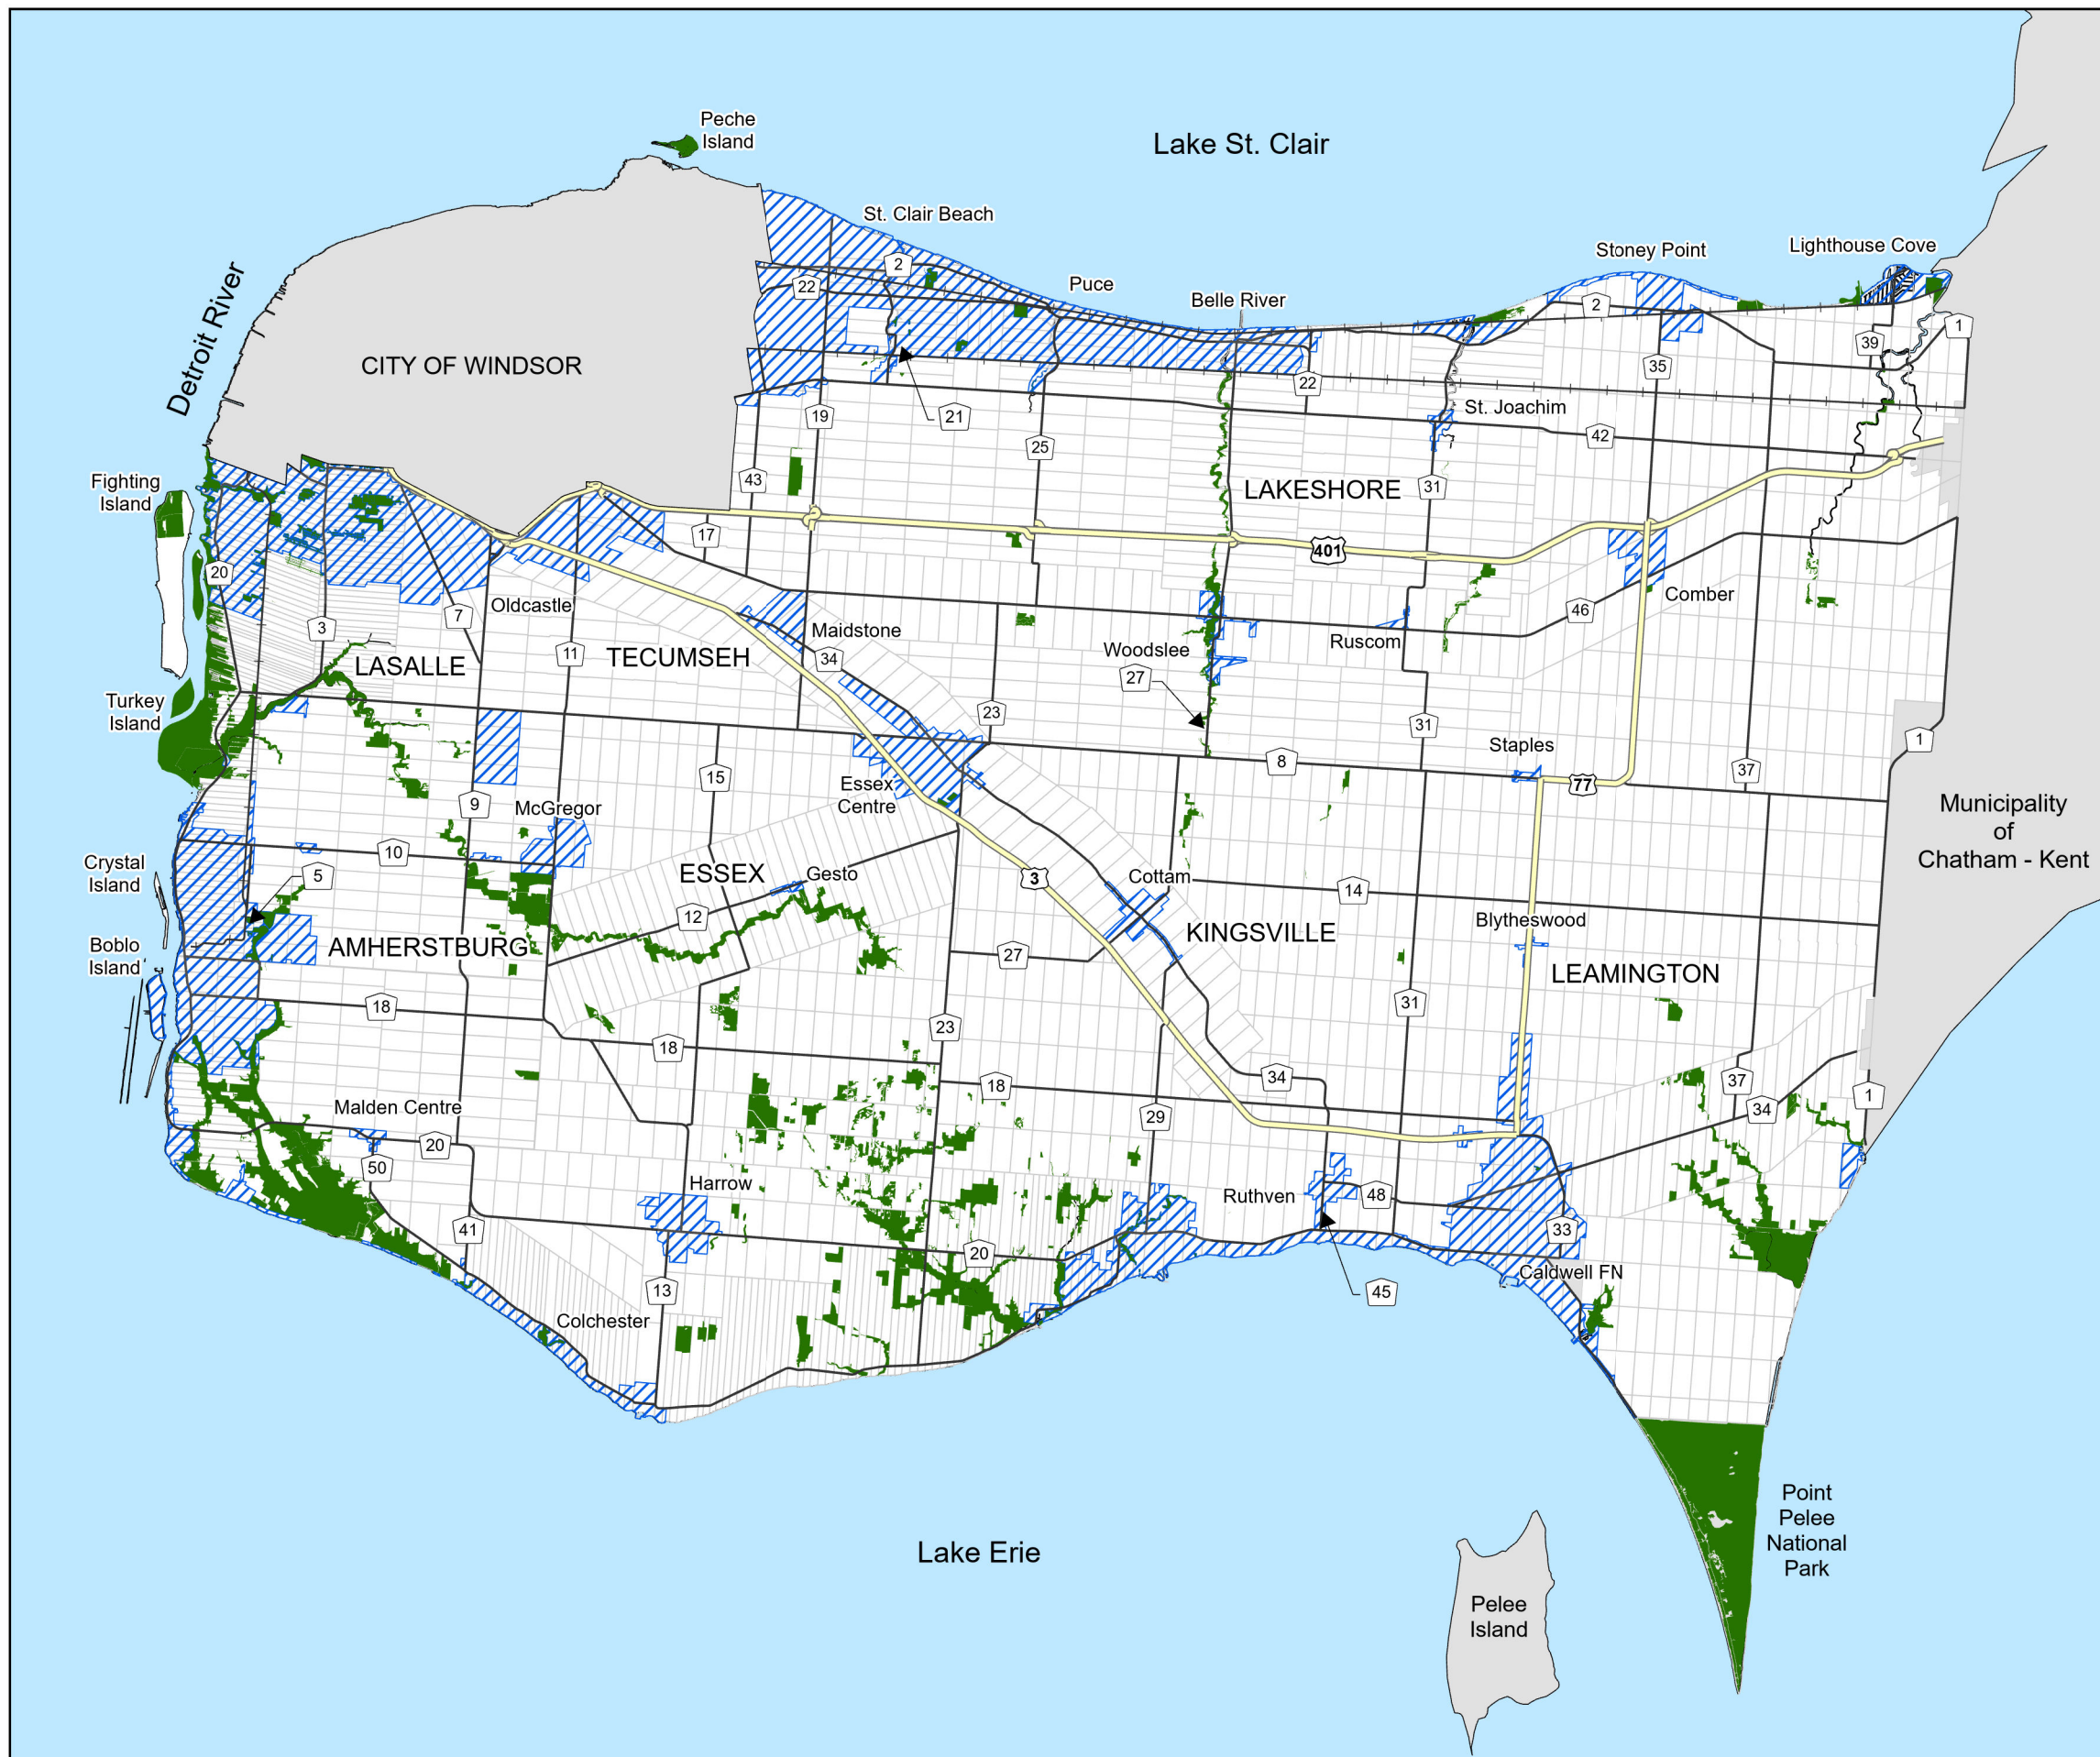 Peche
Island
Lake St. Clair
St. Clair Beach
Stoney Point
Lighthouse Cove
2
22
Puce
Belle River
2
1
39
Detroit River
CITY OF WINDSOR
35
22
19
21
St. Joachim
42
25
Fighting
Island
43
LAKESHORE
31
17
401
20
Oldcastle
7
Comber
46
3
Maidstone
Ruscom
11
TECUMSEH
34
Woodslee
LASALLE
27
Turkey
Island
23
31
1
Staples
8
15
37
77
Essex
Centre
9
McGregor
Municipality
of
Chatham - Kent
10
Crystal
Island
5
ESSEX
Gesto
3
Cottam
14
12
Blytheswood
Boblo
Island
AMHERSTBURG
KINGSVILLE
27
LEAMINGTON
18
31
23
18
34
18
37
1
Malden Centre
29
34
20
50
Harrow
Ruthven
48
41
33
20
Caldwell FN
13
45
Colchester
Point
Pelee
National
Park
Lake Erie
Pelee
Island